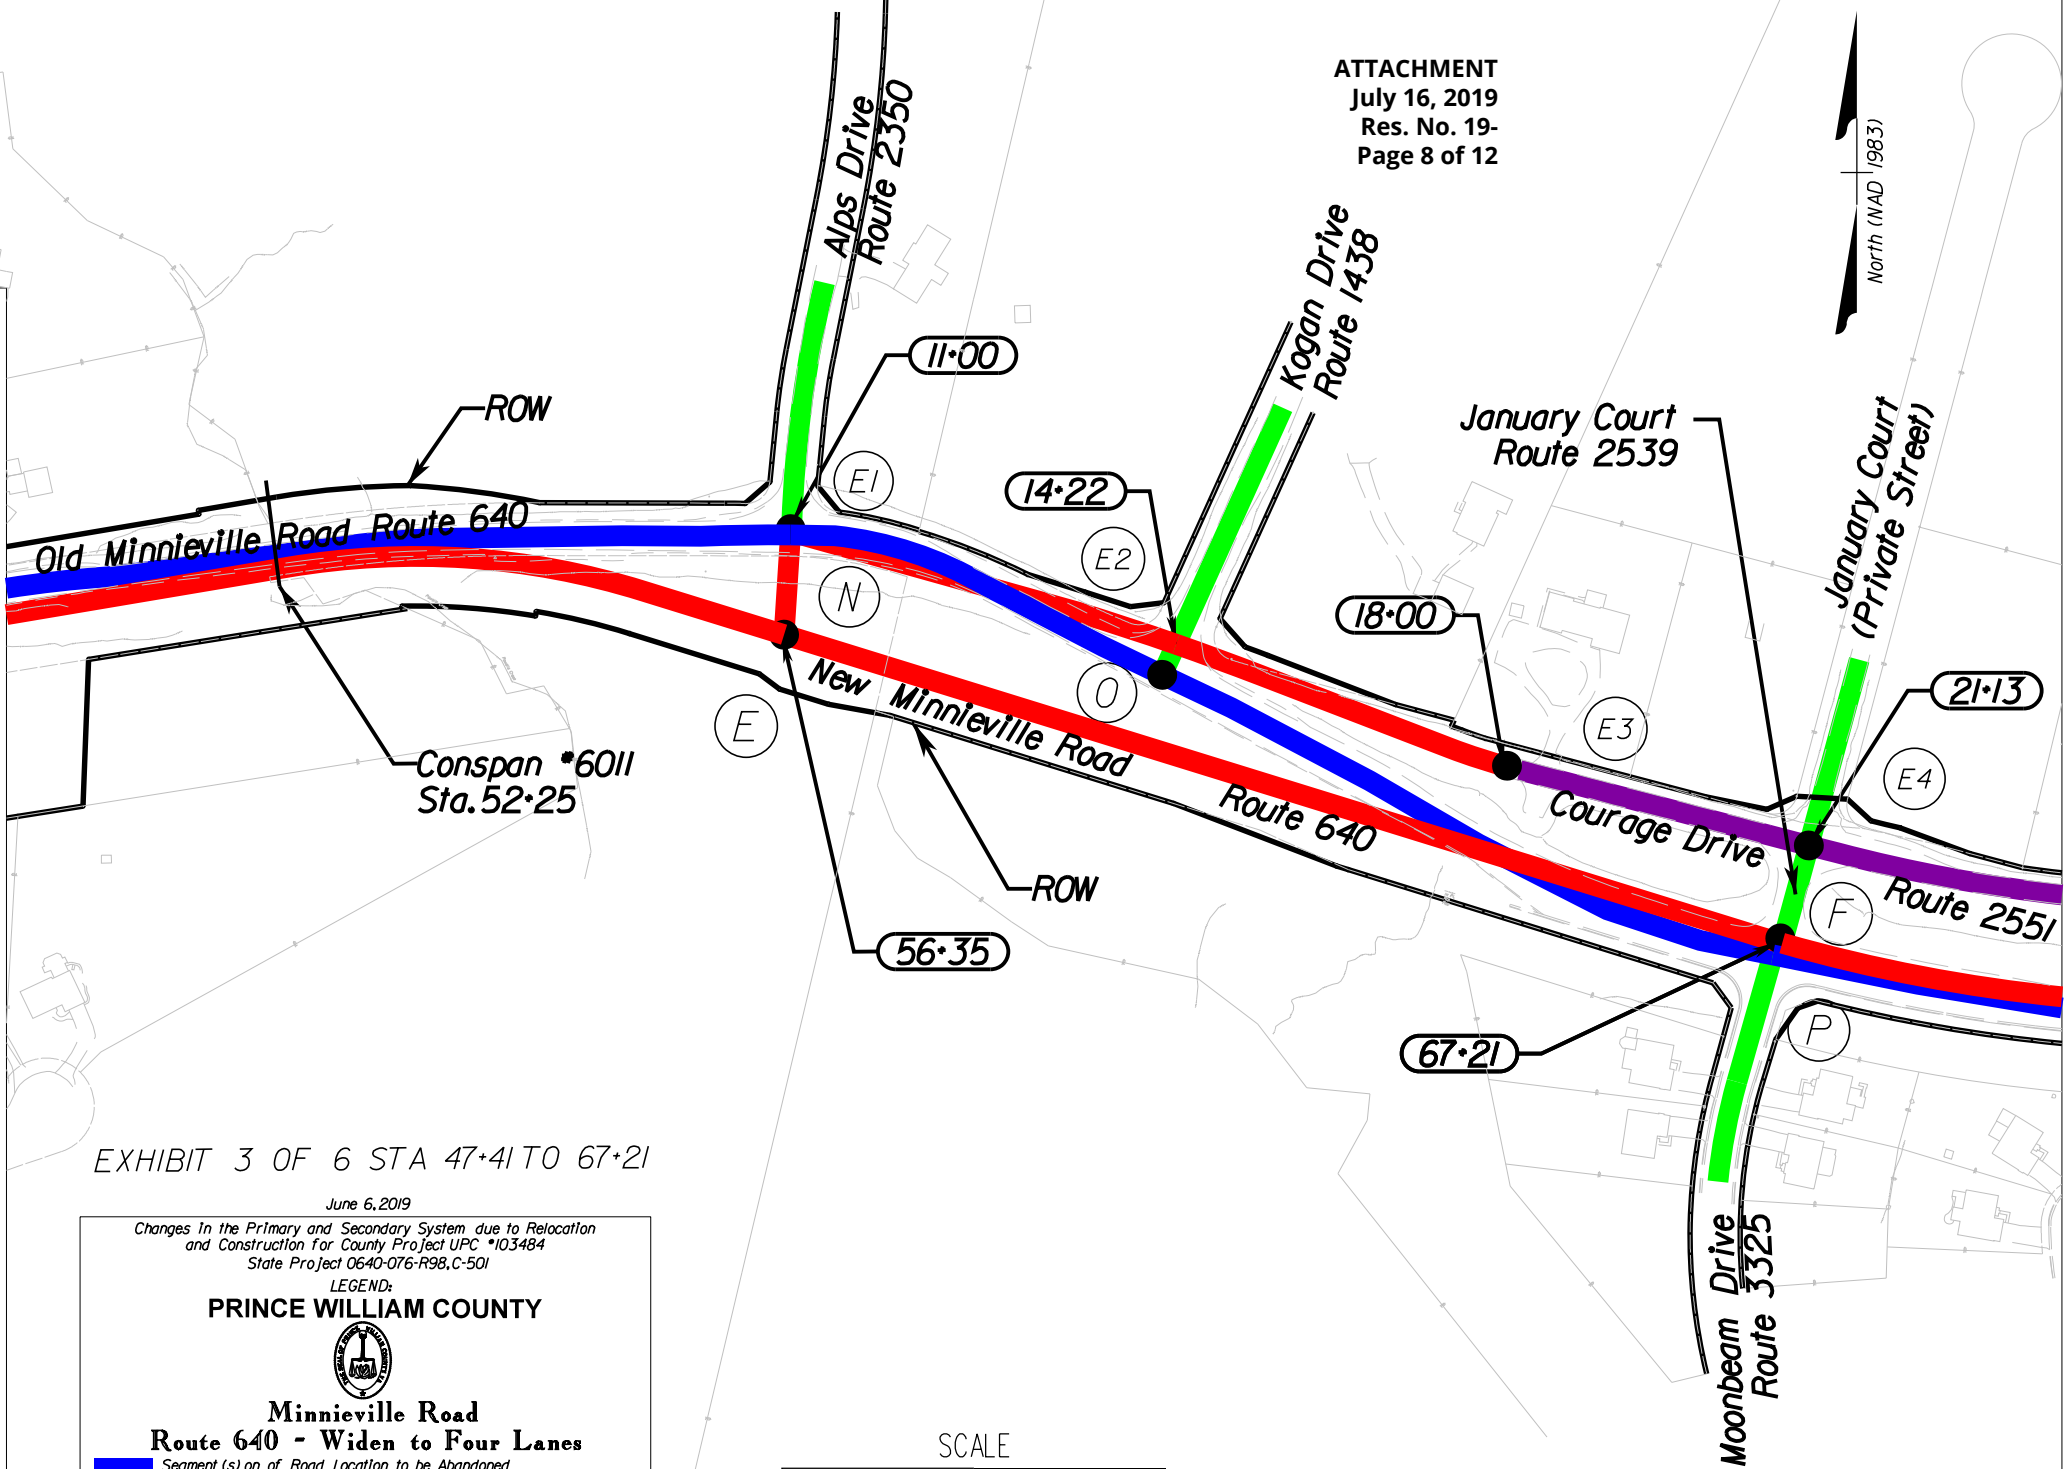 ATTACHMENT
July 16, 2019
Res. No. 19-
Page 8 of 12
North (NAD 1983)
Alps Drive
Route 2350
Kogan Drive
Route 1438
11+00
ROW
January Court
Route 2539
January Court
(Private Street)
E1
14+22
Old Minnieville Road Route 640
E2
N
18+00
O
E
E3
21+13
E4
New Minnieville Road
Route 640
Conspan #6011
Sta. 52+25
Courage Drive
Route 2551
ROW
F
56+35
67+21
P
Moonbeam Drive
Route 3325
EXHIBIT 3 OF 6 STA 47+41 TO 67+21
June 6, 2019
Changes in the Primary and Secondary System due to Relocation
and Construction for County Project UPC #103484
State Project 0640-076-R98, C-501
LEGEND:
PRINCE WILLIAM COUNTY
Minnieville Road
Route 640 - Widen to Four Lanes
Segment(s) on of Road Location to be Abandoned
SCALE